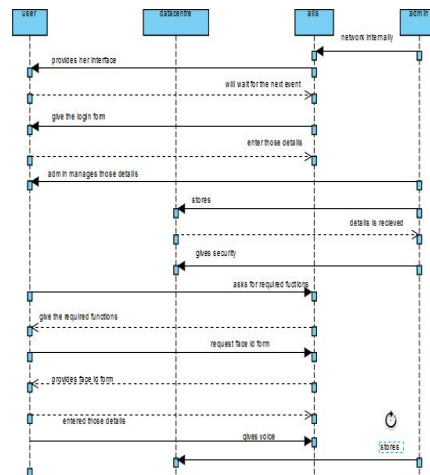 user datacentre alis admin
network internally
provides her interface
will wait for the next event
give the login form
enter those details
admin manages those details
stores
details is recieved
gives security
asks for required fuctions
give the required functions
request face id form
provides face id form
entered those details
gives voice
stores